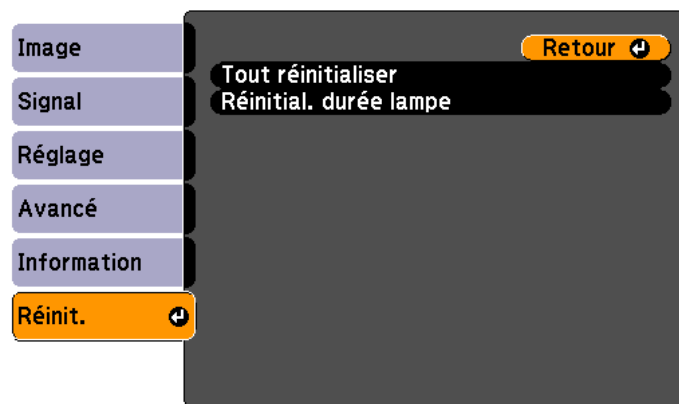 Image
Signal
Réglage
Avancé
Information
Réinit.
Retour
Tout réinitialiser
Réinitial. durée lampe